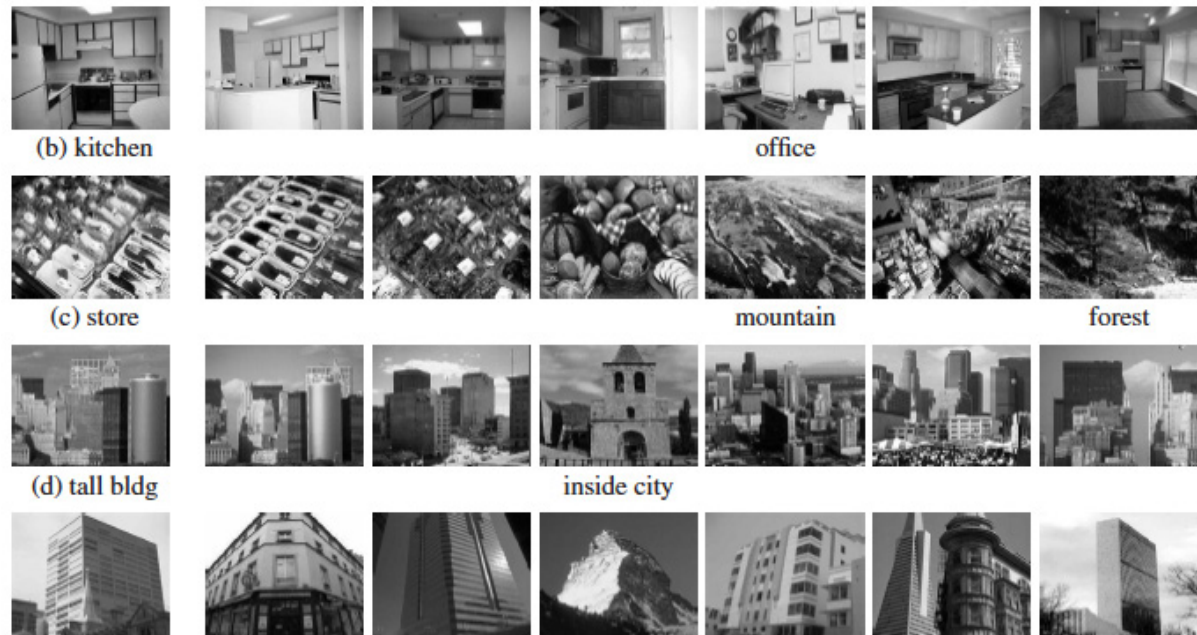 (b) kitchen office
(c) store mountain forest
(d) tall bldg inside city